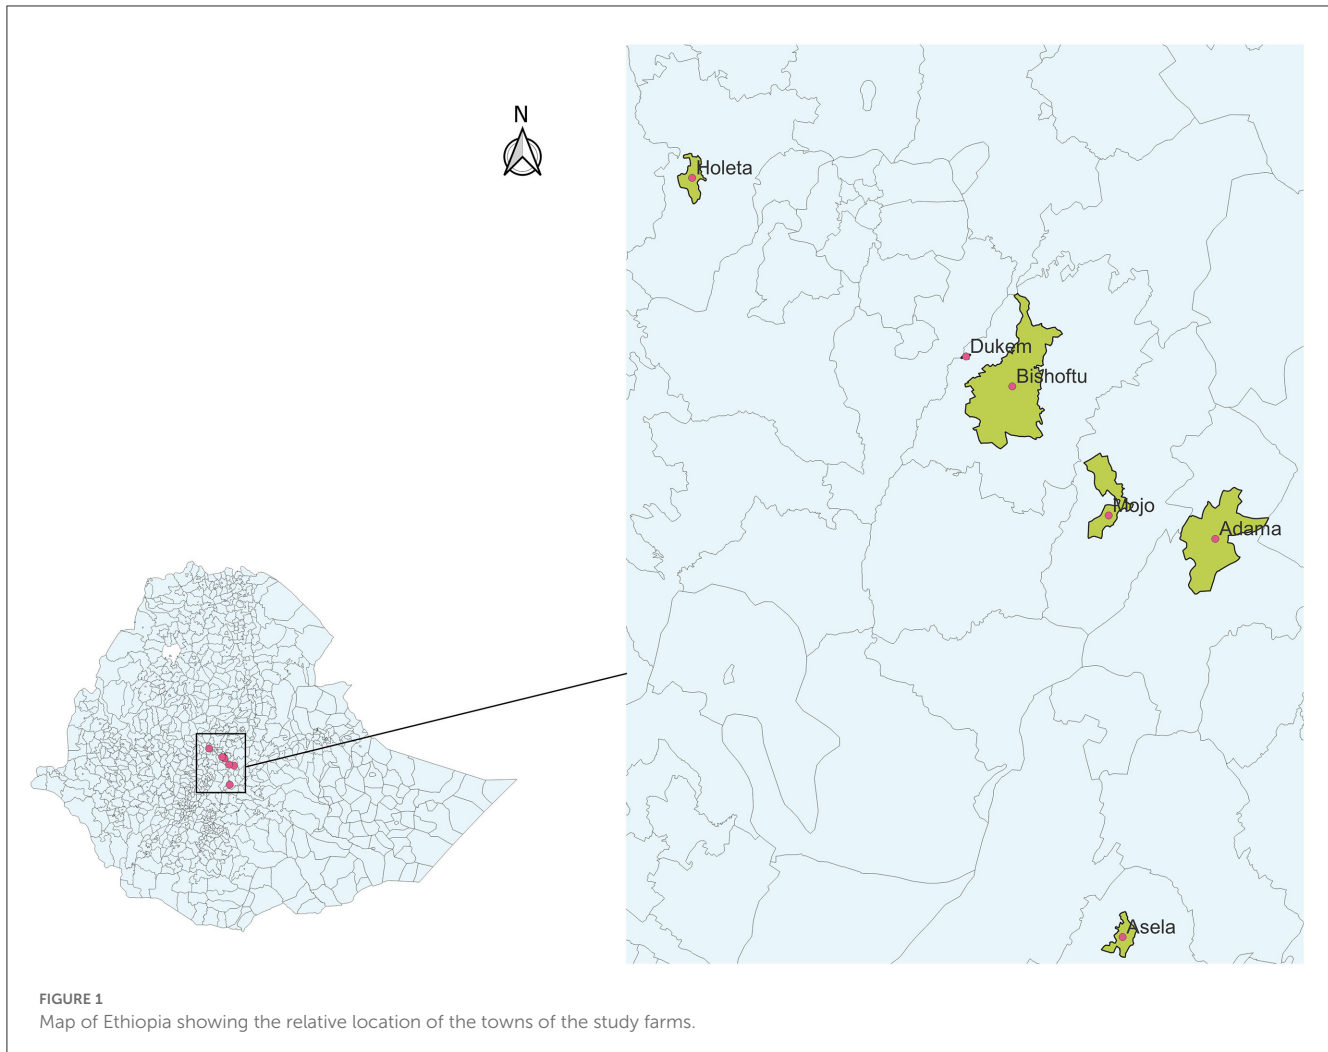 N
Holeta
Dukem
Bishoftu
Mojo
Adama
Asela
FIGURE 1
Map of Ethiopia showing the relative location of the towns of the study farms.